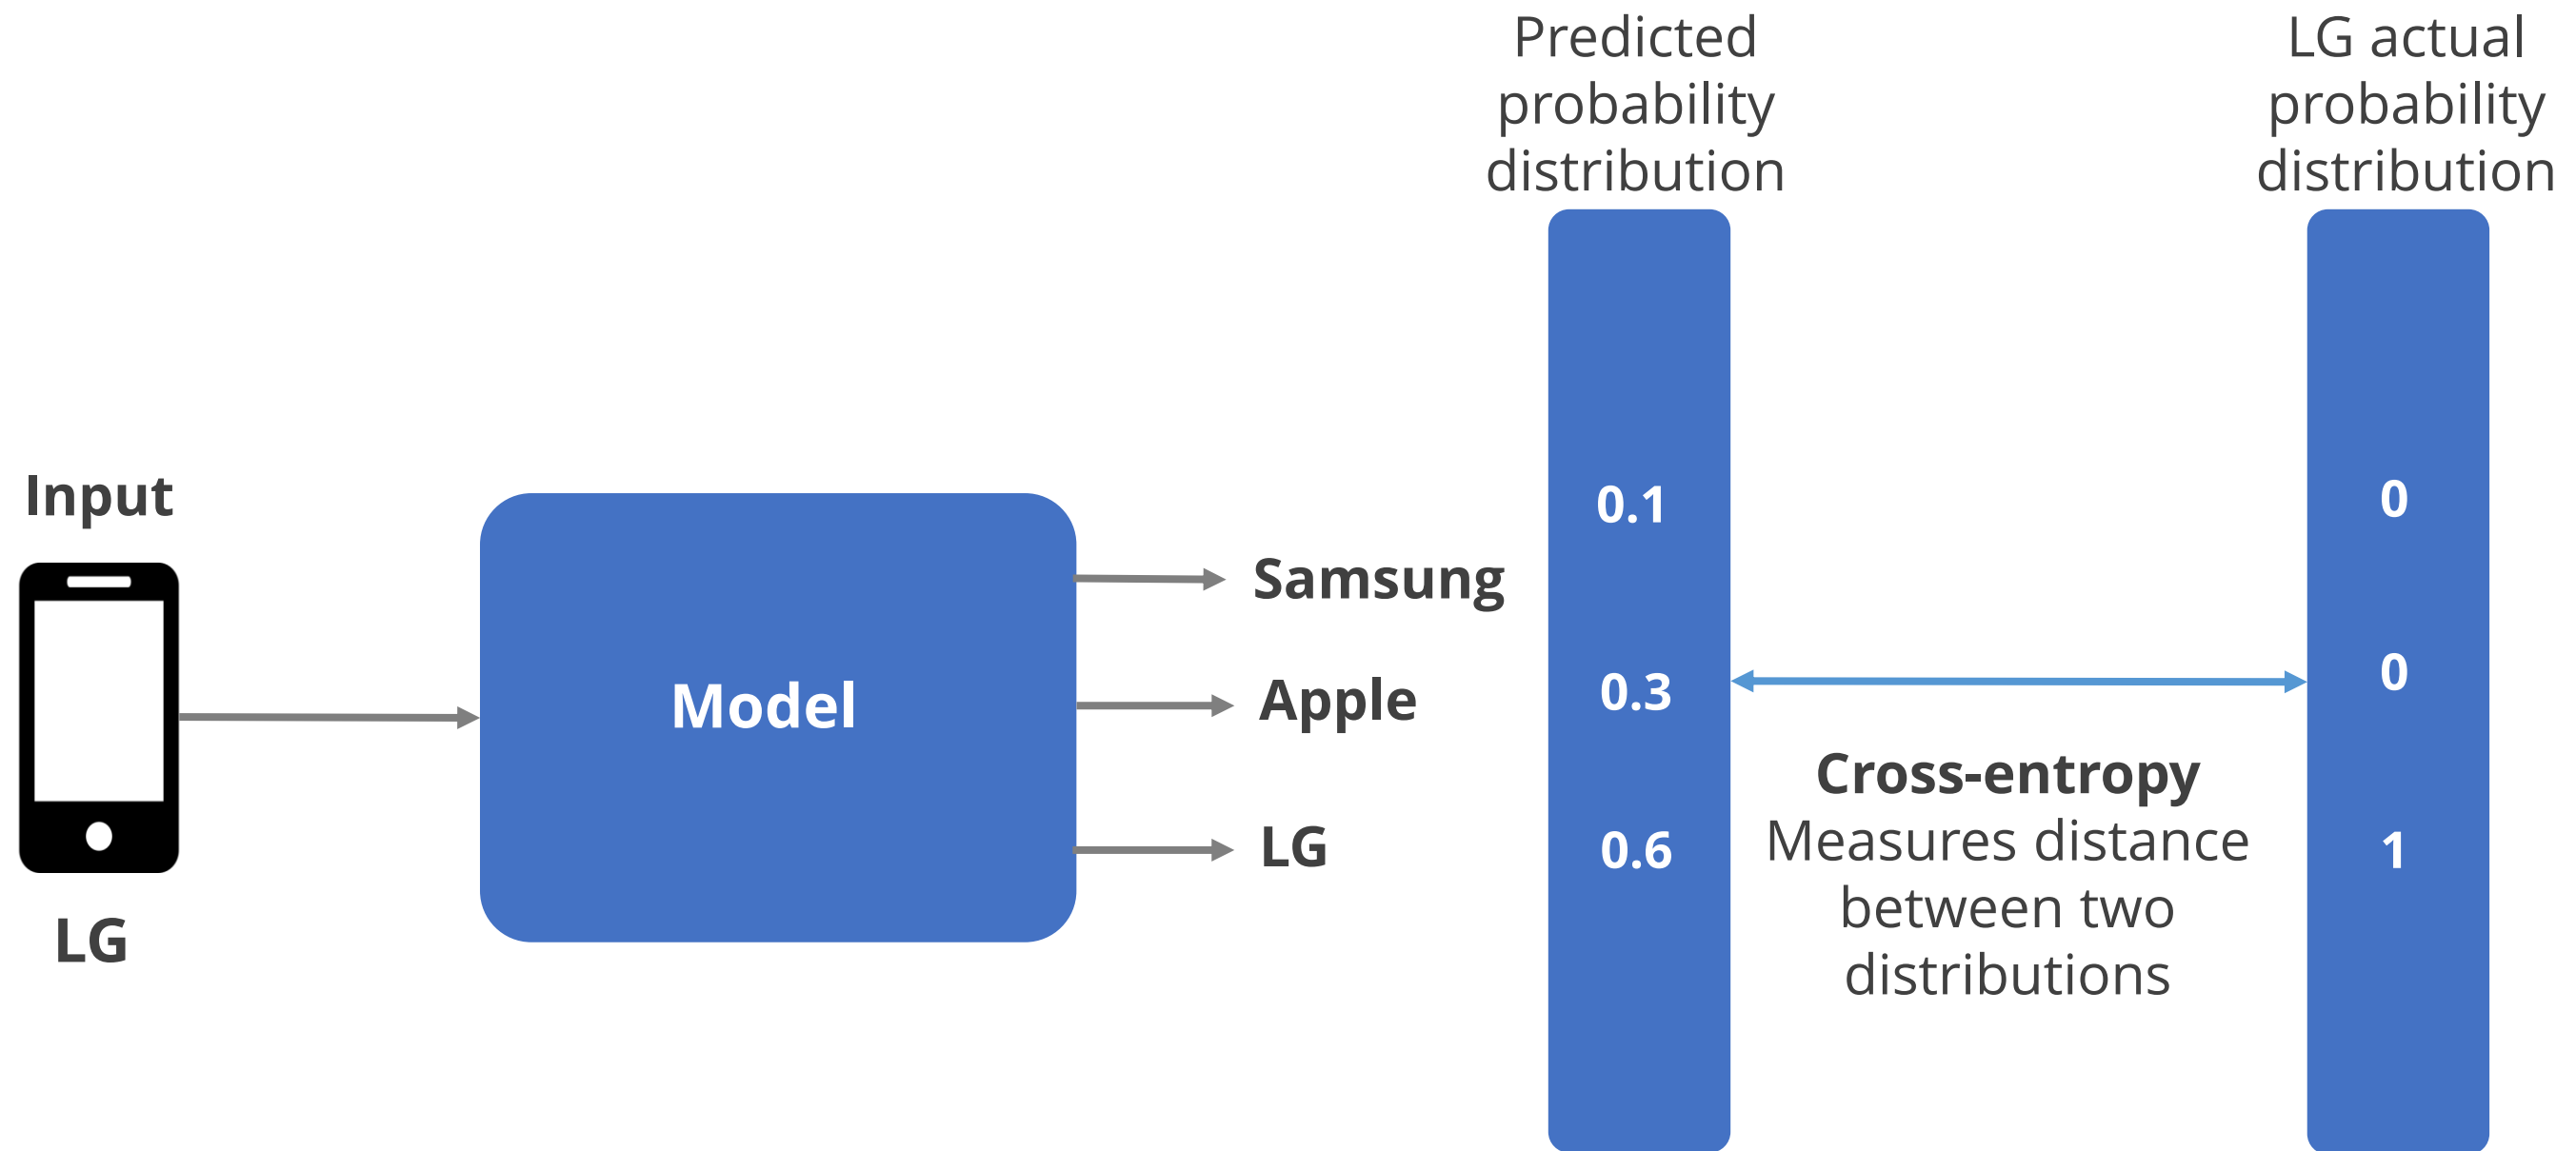 Predicted
probability
distribution
LG actual
probability
distribution
Input
LG
Model
Samsung
Apple
LG
0.1
0.3
0.6
Cross-entropy
Measures distance
between two
distributions
0
0
1